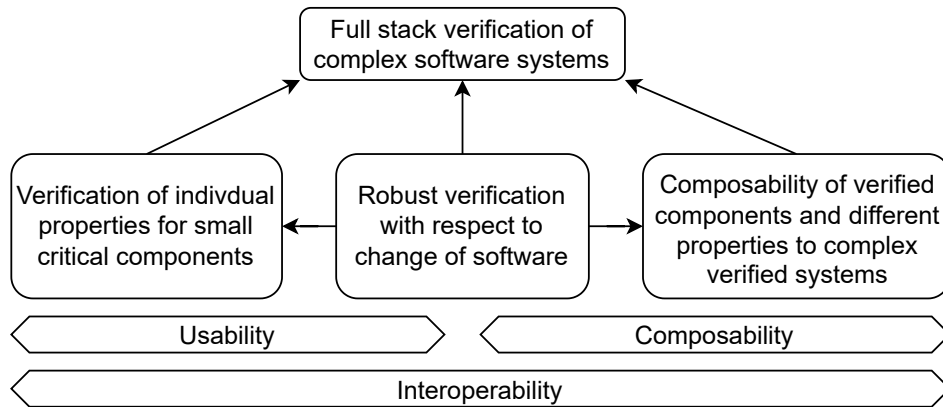 Full stack verification of
complex software systems
Verification of indivdual
properties for small
critical components
Robust verification
with respect to
change of software
Composability of verified
components and different
properties to complex
verified systems
Usability
Composability
Interoperability